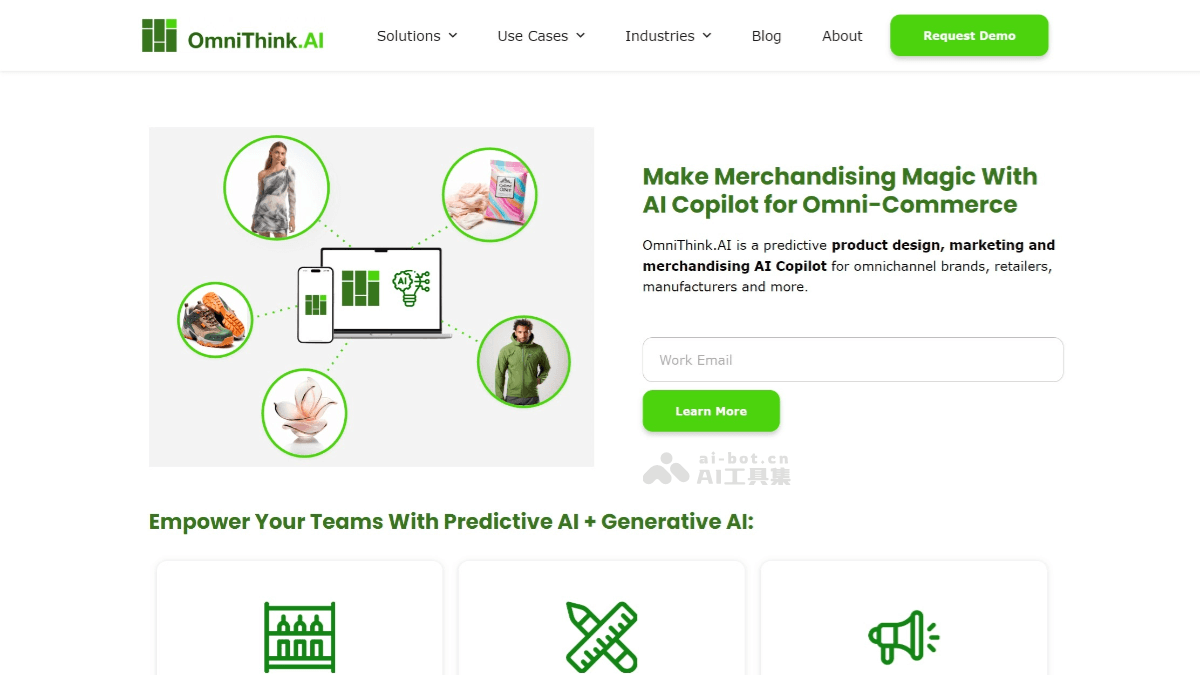 OmniThink.AI
Solutions
Use Cases
Industries
Blog
About
Request Demo
AI
Make Merchandising Magic With
AI Copilot for Omni-Commerce
OmniThink.AI is a predictive product design, marketing and
merchandising AI Copilot for omnichannel brands, retailers,
manufacturers and more.
Work Email
Learn More
ai-bot.cn
AI工具集
Empower Your Teams With Predictive AI + Generative AI: